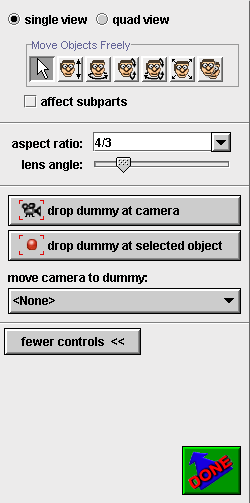 single view quad view
Move Objects Freely
affect subparts
aspect ratio: 4/3
lens angle:
drop dummy at camera
drop dummy at selected object
move camera to dummy:
<None>
fewer controls <<
DONE